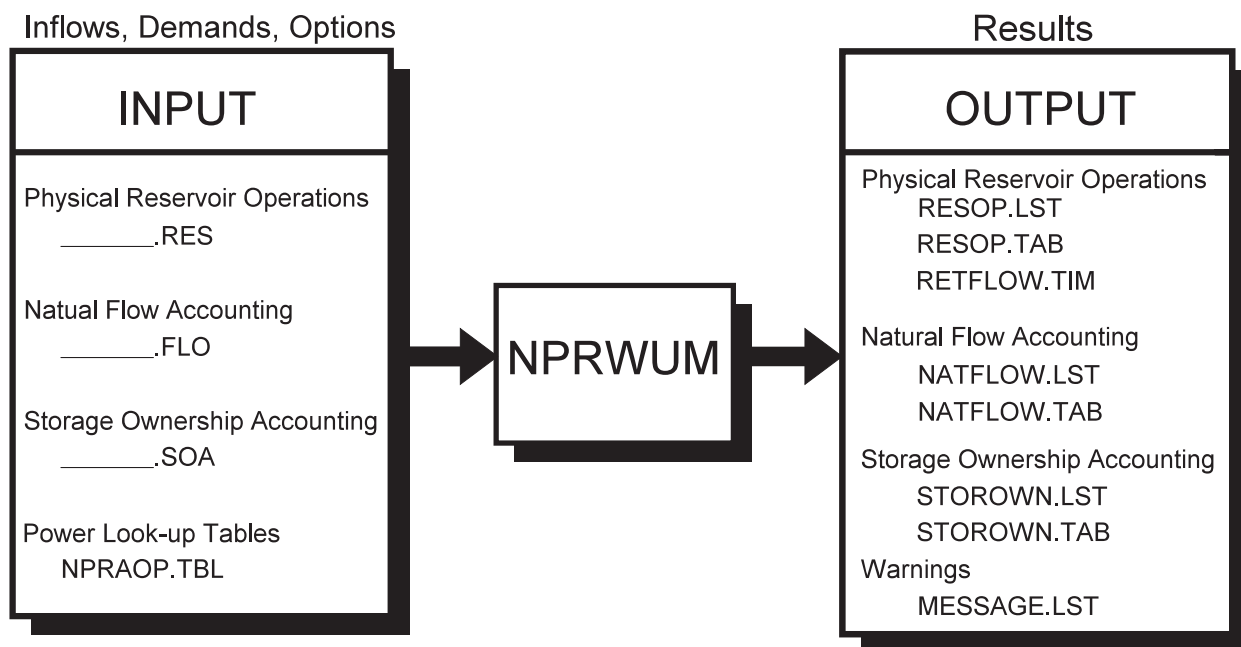 Inflows, Demands, Options
INPUT
Physical Reservoir Operations
_______.RES
Natual Flow Accounting
_______.FLO
Storage Ownership Accounting
_______.SOA
Power Look-up Tables
NPRAOP.TBL
NPRWUM
Results
OUTPUT
Physical Reservoir Operations
RESOP.LST
RESOP.TAB
RETFLOW.TIM
Natural Flow Accounting
NATFLOW.LST
NATFLOW.TAB
Storage Ownership Accounting
STOROWN.LST
STOROWN.TAB
Warnings
MESSAGE.LST